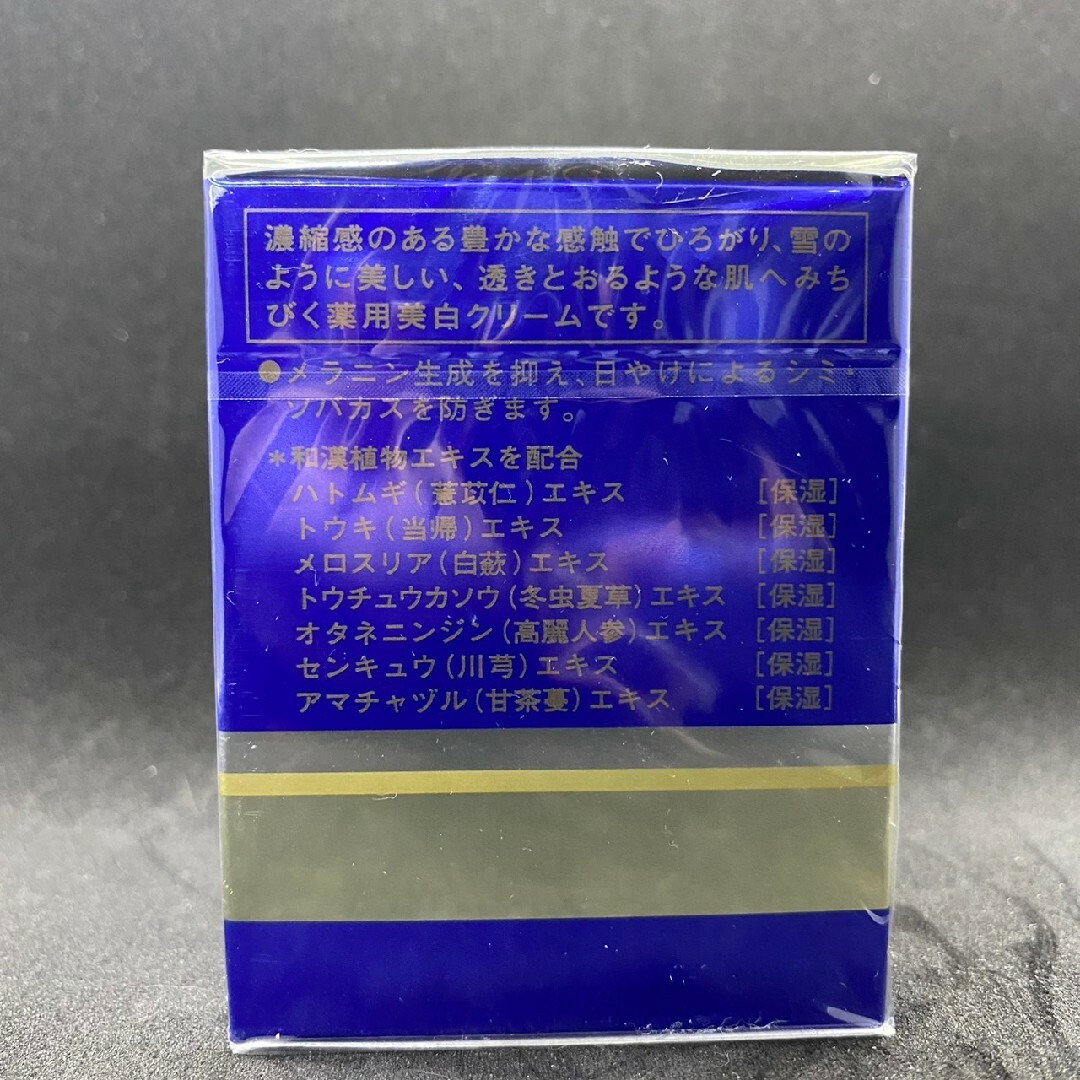 濃縮感のある豊かな感触でひろがり、雪の
ように美しい、透きとおるような肌へみち
びく薬用美白クリームです。
●メラニン生成を抑え、日やけによるシミ・
ソバカスを防ぎます。
*和漢植物エキスを配合
ハトムギ(薏苡仁)エキス [保湿]
トウキ(当帰)エキス [保湿]
メロスリア(白蘞)エキス [保湿]
トウチュウカソウ(冬虫夏草)エキス [保湿]
オタネニンジン(高麗人参)エキス [保湿]
センキュウ(川芎)エキス [保湿]
アマチャヅル(甘茶蔓)エキス [保湿]